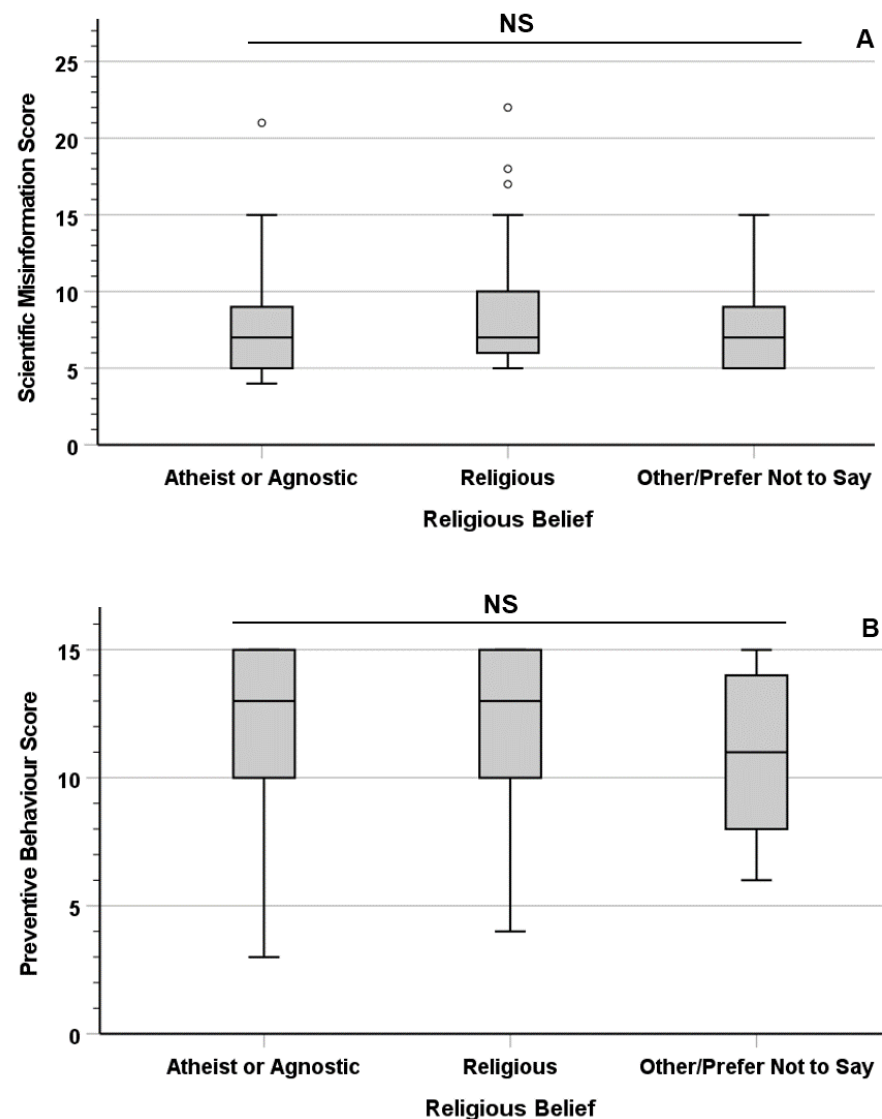 NS
A
Scientific Misinformation Score
25
20
15
10
5
0
Atheist or Agnostic Religious Other/Prefer Not to Say
Religious Belief
NS
B
Preventive Behaviour Score
15
10
5
0
Atheist or Agnostic Religious Other/Prefer Not to Say
Religious Belief